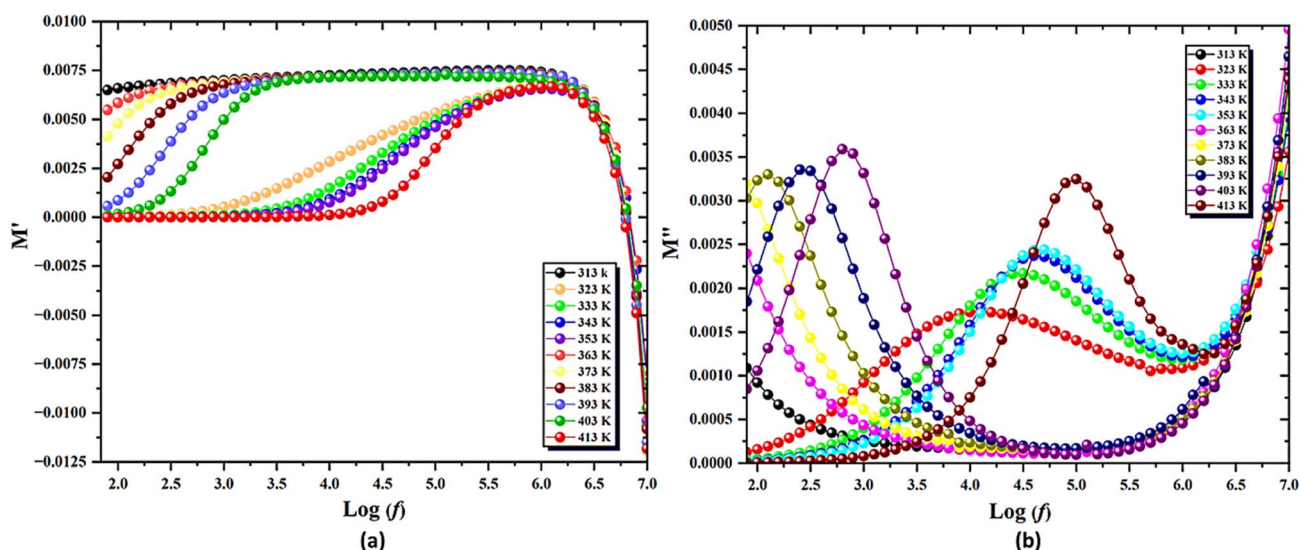 0.0100
0.0075
0.0050
0.0025
0.0000
−0.0025
−0.0050
−0.0075
−0.0100
−0.0125
M'
2.0 2.5 3.0 3.5 4.0 4.5 5.0 5.5 6.0 6.5 7.0
Log (f)
(a)
313 k
323 K
333 K
343 K
353 K
363 K
373 K
383 K
393 K
403 K
413 K
0.0050
0.0045
0.0040
0.0035
0.0030
0.0025
0.0020
0.0015
0.0010
0.0005
0.0000
M''
2.0 2.5 3.0 3.5 4.0 4.5 5.0 5.5 6.0 6.5 7.0
Log (f)
(b)
313 K
323 K
333 K
343 K
353 K
363 K
373 K
383 K
393 K
403 K
413 K